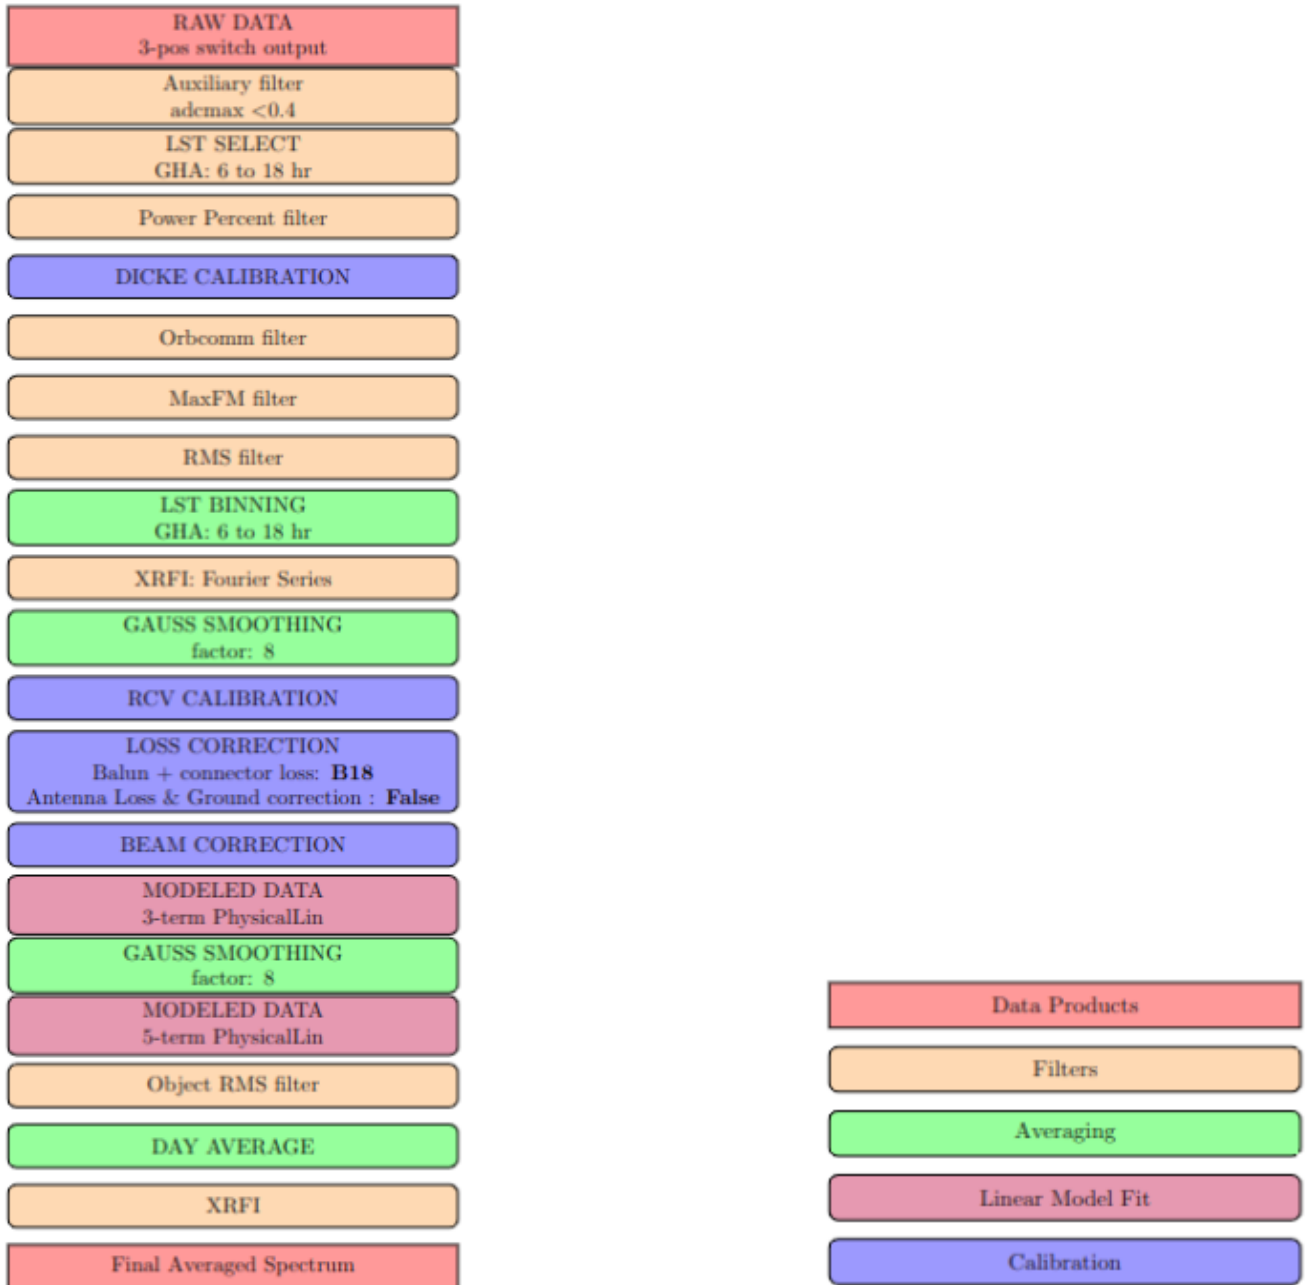 RAW DATA
3-pos switch output
Auxiliary filter
adcmax <0.4
LST SELECT
GHA: 6 to 18 hr
Power Percent filter
DICKE CALIBRATION
Orbcomm filter
MaxFM filter
RMS filter
LST BINNING
GHA: 6 to 18 hr
XRFI: Fourier Series
GAUSS SMOOTHING
factor: 8
RCV CALIBRATION
LOSS CORRECTION
Balun + connector loss: B18
Antenna Loss & Ground correction : False
BEAM CORRECTION
MODELED DATA
3-term PhysicalLin
GAUSS SMOOTHING
factor: 8
MODELED DATA
5-term PhysicalLin
Object RMS filter
DAY AVERAGE
XRFI
Final Averaged Spectrum
Data Products
Filters
Averaging
Linear Model Fit
Calibration